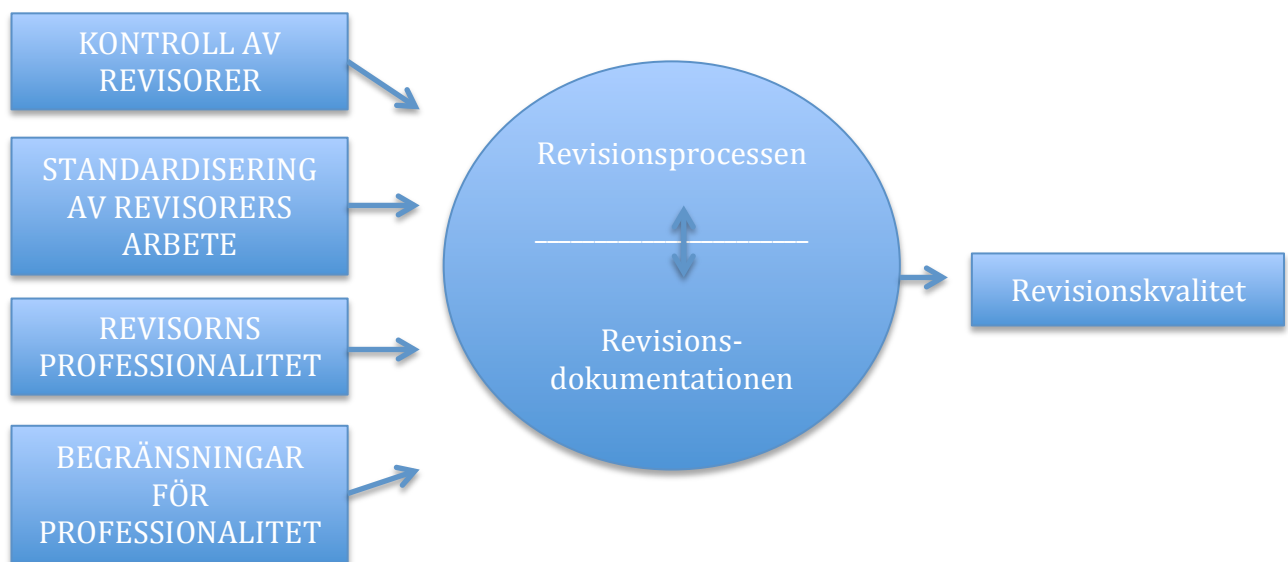 KONTROLL AV
REVISORER
STANDARDISERING
AV REVISORERS
ARBETE
REVISORNS
PROFESSIONALITET
BEGRÄNSNINGAR
FÖR
PROFESSIONALITET
Revisionsprocessen
Revisions-
dokumentationen
Revisionskvalitet